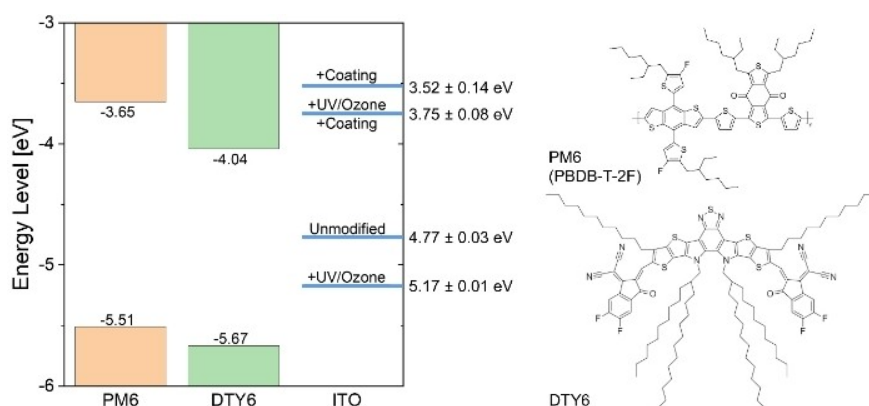 Energy Level [eV]
-3
-4
-5
-6
-3.65
-4.04
-5.51
-5.67
+Coating
3.52 ± 0.14 eV
+UV/Ozone
3.75 ± 0.08 eV
+Coating
Unmodified
4.77 ± 0.03 eV
+UV/Ozone
5.17 ± 0.01 eV
PM6
DTY6
ITO
F
S
S
O
O
S
S
S
S
S
S
F
S
PM6
(PBDB-T-2F)
S
N
N
S
S
S
S
N
N
N
N
N
N
O
O
F
F
F
F
DTY6